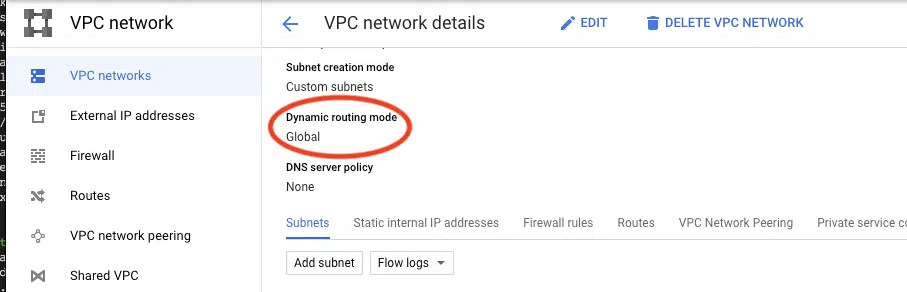 VPC network
VPC network details
EDIT
DELETE VPC NETWORK
VPC networks
External IP addresses
Firewall
Routes
VPC network peering
Shared VPC
Subnet creation mode
Custom subnets
Dynamic routing mode
Global
DNS server policy
None
Subnets Static internal IP addresses Firewall rules Routes VPC Network Peering Private service
Add subnet Flow logs